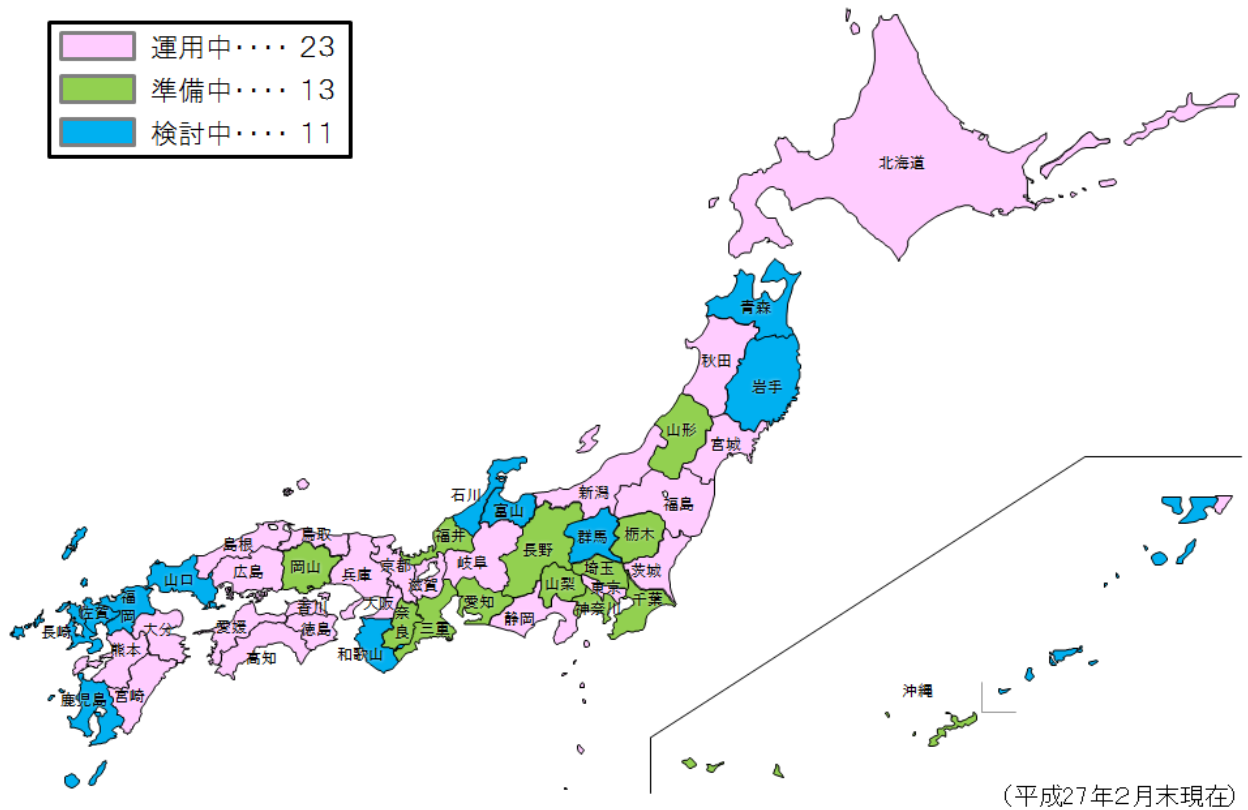 運用中････ 23
準備中････ 13
検討中････ 11
北海道
青森
秋田
岩手
山形
宮城
新潟
福島
石川
富山
福井
長野
群馬
栃木
島根
鳥取
京都
岐阜
埼玉
茨城
広島
岡山
兵庫
滋賀
山梨
東京
山口
福岡
佐賀
香川
大阪
奈良
愛知
神奈川
千葉
長崎
大分
愛媛
徳島
三重
静岡
熊本
高知
和歌山
鹿児島
宮崎
沖縄
(平成27年2月末現在)